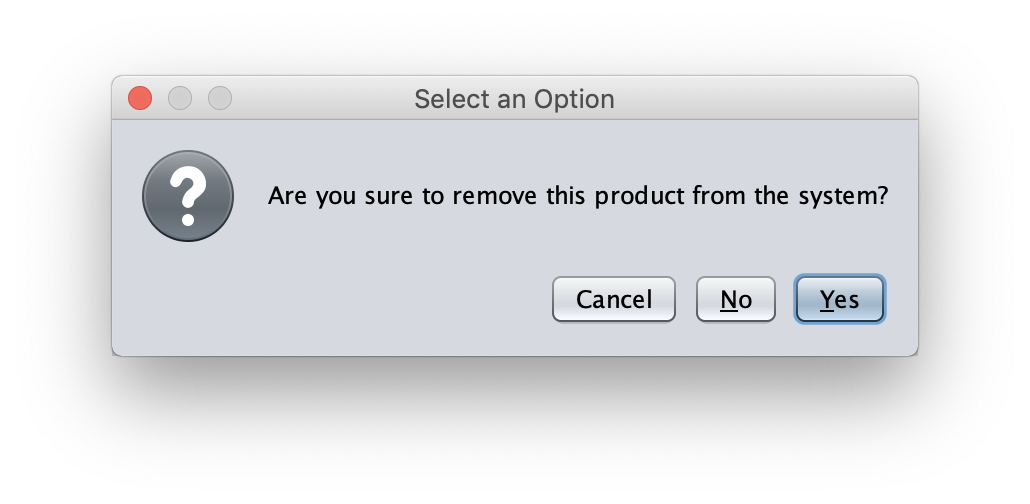 Select an Option
Are you sure to remove this product from the system?
Cancel No Yes